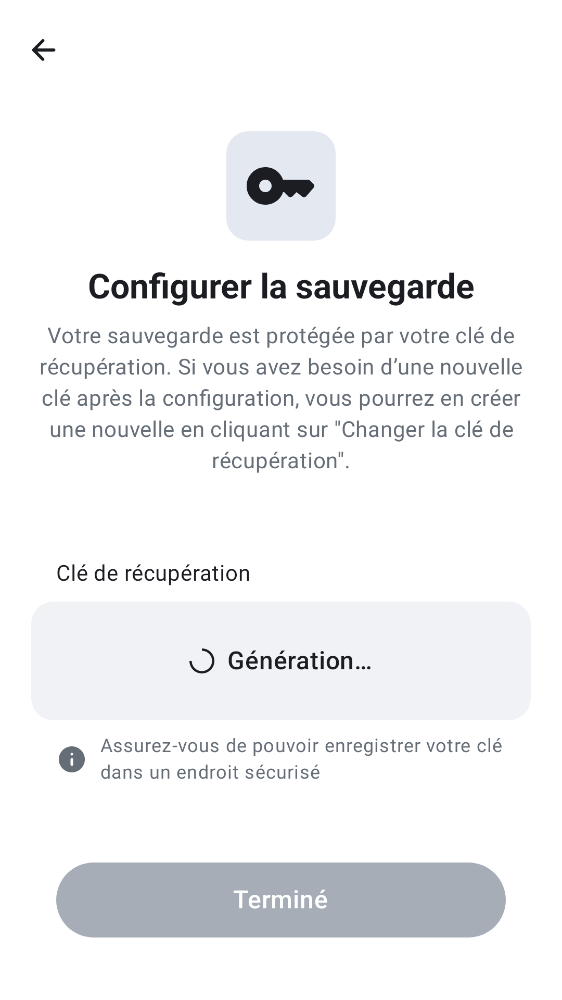 Configurer la sauvegarde
Votre sauvegarde est protégée par votre clé de
récupération. Si vous avez besoin d’une nouvelle
clé après la configuration, vous pourrez en créer
une nouvelle en cliquant sur "Changer la clé de
récupération".
Clé de récupération
Génération…
Assurez-vous de pouvoir enregistrer votre clé
dans un endroit sécurisé
Terminé